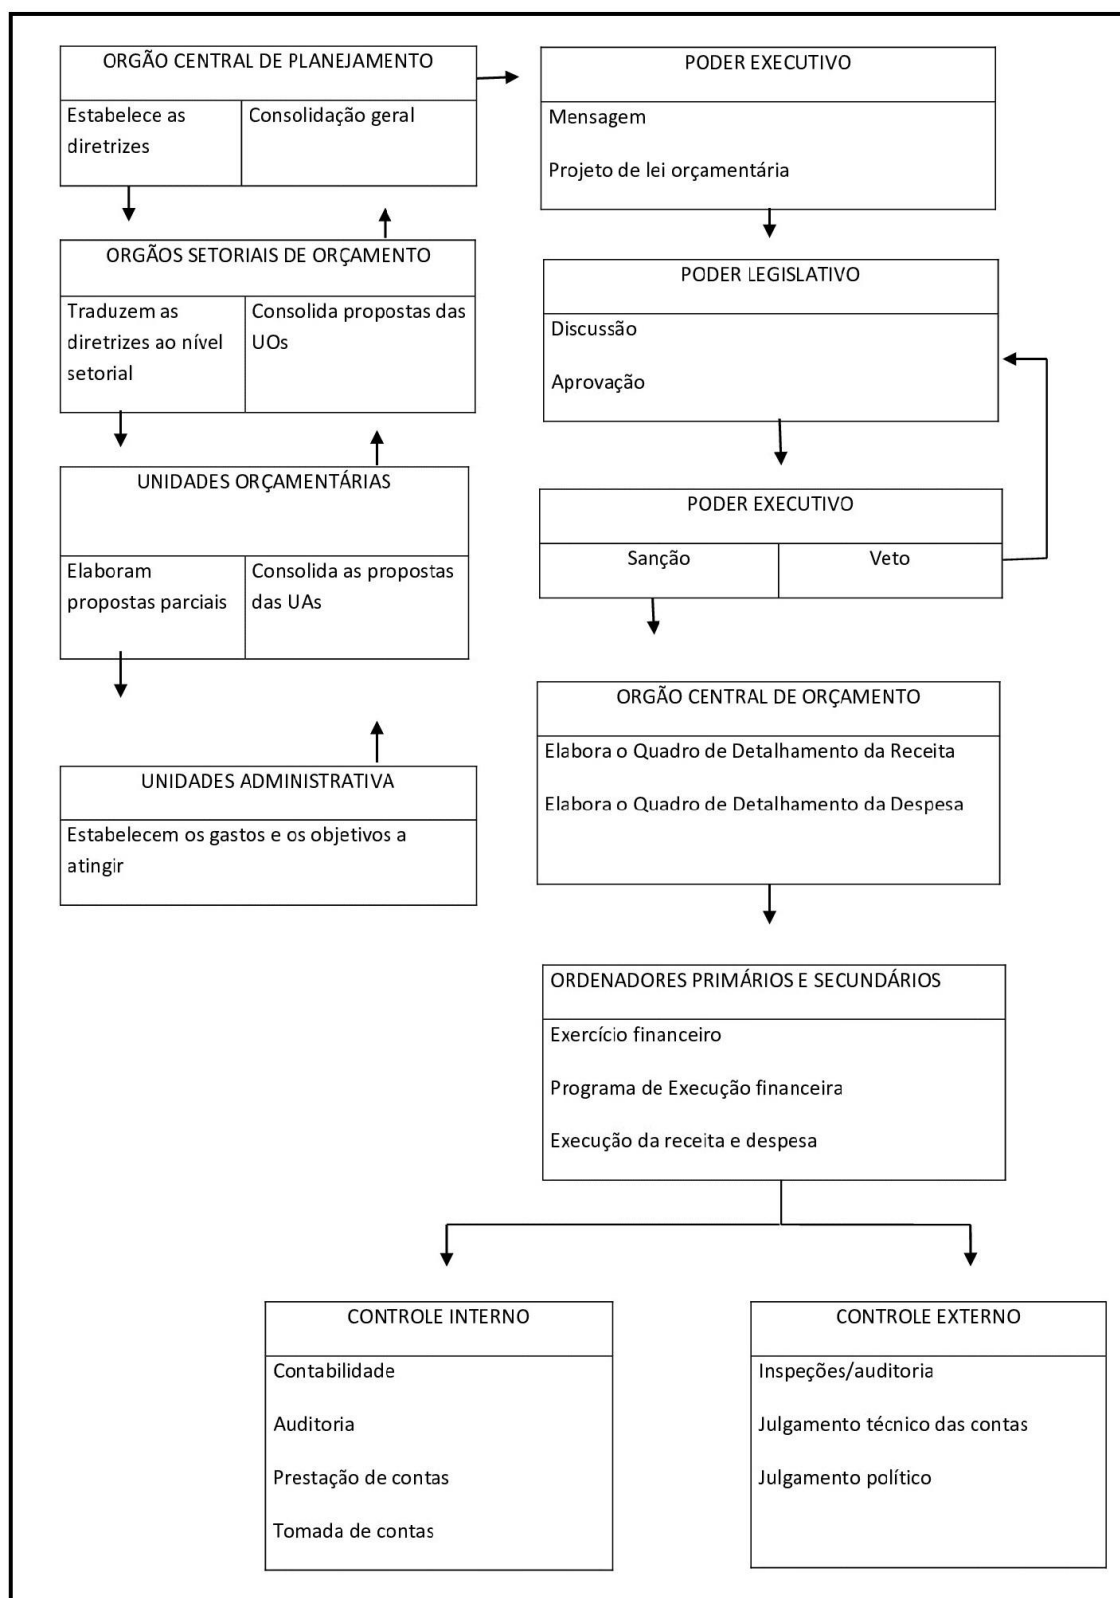 ORGÃO CENTRAL DE PLANEJAMENTO
Estabelece as
diretrizes
Consolidação geral
ORGÃOS SETORIAIS DE ORÇAMENTO
Traduzem as
diretrizes ao nível
setorial
Consolida propostas das
UOs
UNIDADES ORÇAMENTÁRIAS
Elaboram
propostas parciais
Consolida as propostas
das UAs
UNIDADES ADMINISTRATIVA
Estabelecem os gastos e os objetivos a
atingir
PODER EXECUTIVO
Mensagem
Projeto de lei orçamentária
PODER LEGISLATIVO
Discussão
Aprovação
PODER EXECUTIVO
Sanção
Veto
ORGÃO CENTRAL DE ORÇAMENTO
Elabora o Quadro de Detalhamento da Receita
Elabora o Quadro de Detalhamento da Despesa
ORDENADORES PRIMÁRIOS E SECUNDÁRIOS
Exercício financeiro
Programa de Execução financeira
Execução da receita e despesa
CONTROLE INTERNO
Contabilidade
Auditoria
Prestação de contas
Tomada de contas
CONTROLE EXTERNO
Inspeções/auditoria
Julgamento técnico das contas
Julgamento político